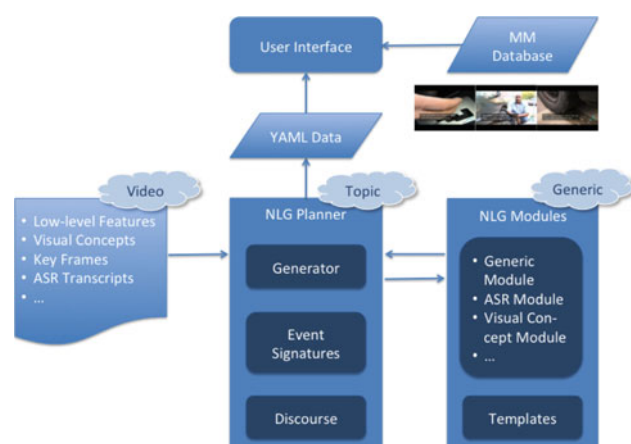 User Interface
MM
Database
YAML Data
Video
Topic
Generic
• Low-level Features
• Visual Concepts
• Key Frames
• ASR Transcripts
• ...
NLG Planner
Generator
Event
Signatures
Discourse
NLG Modules
• Generic
Module
• ASR Module
• Visual Con-
cept Module
• ...
Templates